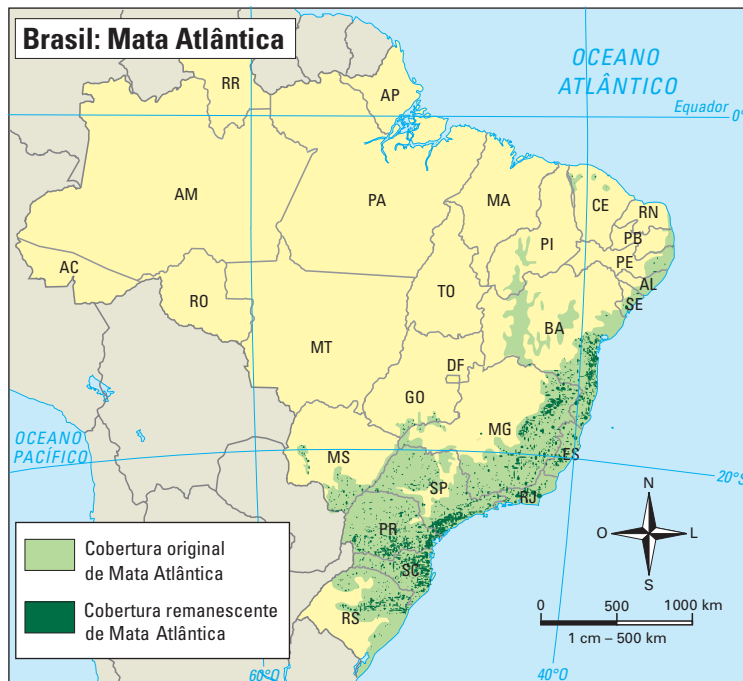 Brasil: Mata Atlântica
OCEANO
ATLÂNTICO
Equador
0°
RR
AP
AM
PA
MA
CE
RN
PB
PI
PE
AL
SE
AC
RO
TO
BA
MT
DF
GO
MG
OCEANO
PACÍFICO
MS
ES
20°S
SP
RJ
PR
SC
RS
N
O
L
S
Cobertura original
de Mata Atlântica
Cobertura remanescente
de Mata Atlântica
0 500 1000 km
1 cm – 500 km
60°O
40°O